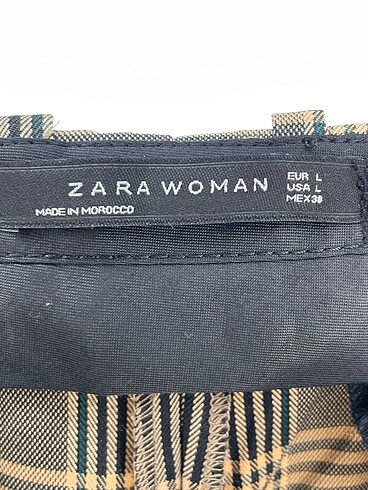 ZARA WOMAN
MADE IN MOROCCO
EUR L
USA L
MEX 30